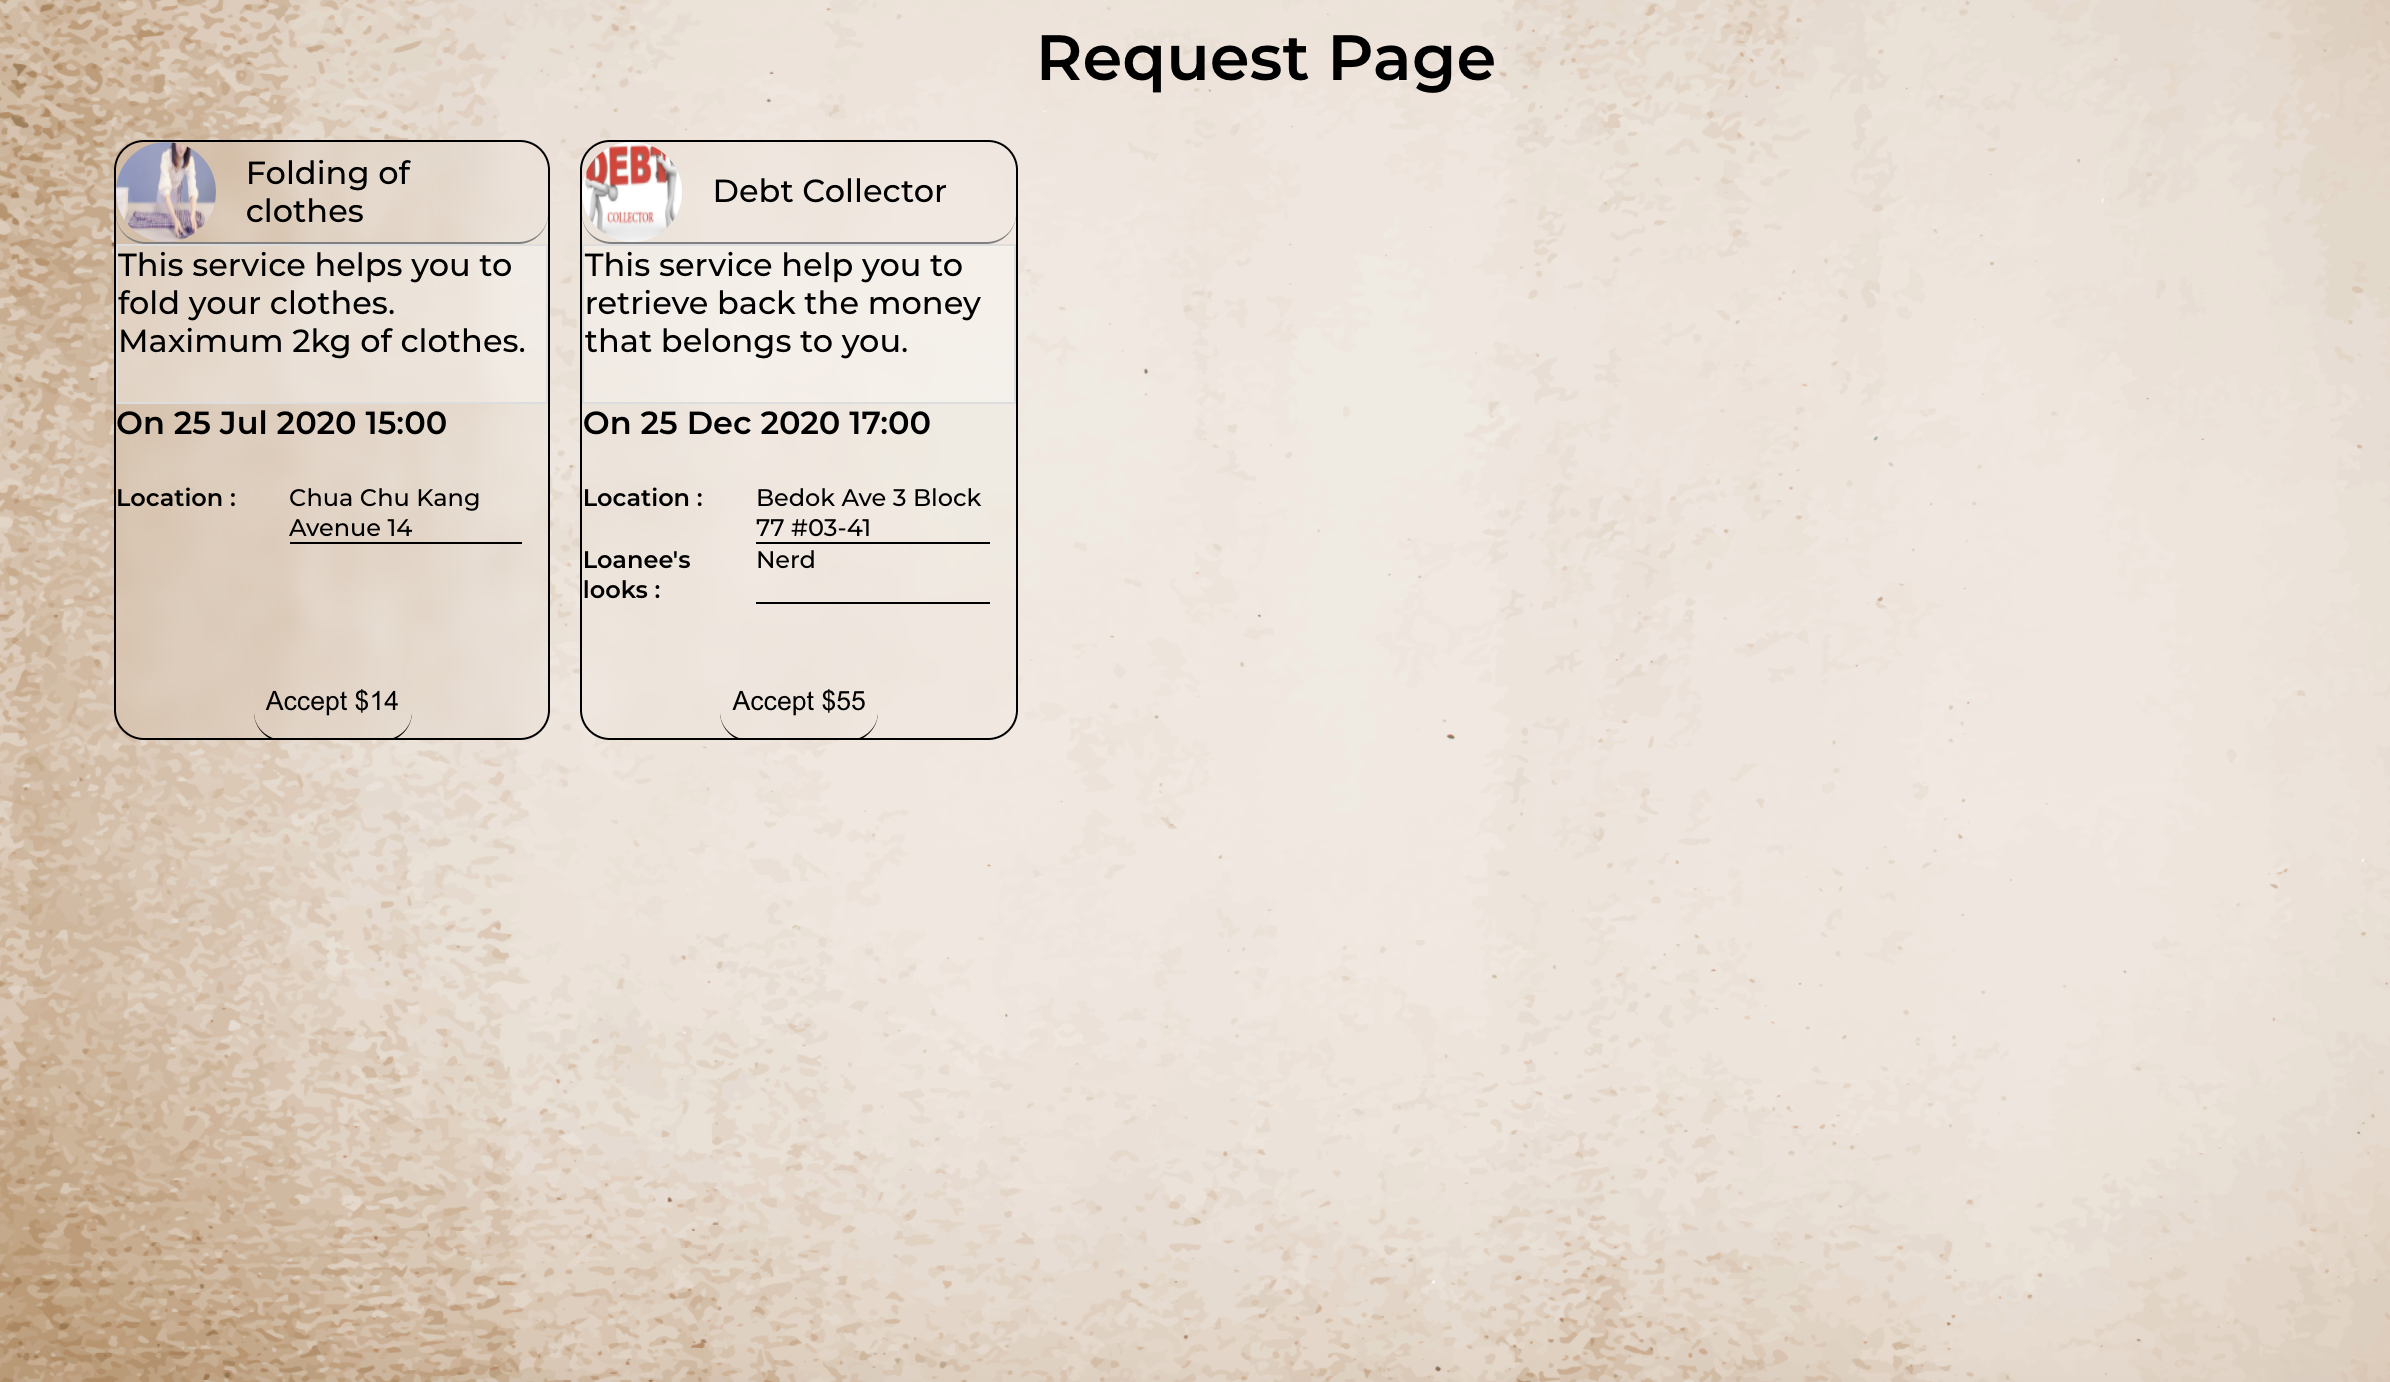 Request Page
DEBT
COLLECTOR
Folding of
clothes
This service helps you to
fold your clothes.
Maximum 2kg of clothes.
On 25 Jul 2020 15:00
Location :
Chua Chu Kang
Avenue 14
Accept $14
Debt Collector
This service help you to
retrieve back the money
that belongs to you.
On 25 Dec 2020 17:00
Location :
Bedok Ave 3 Block
77 #03-41
Loanee's
looks :
Nerd
Accept $55